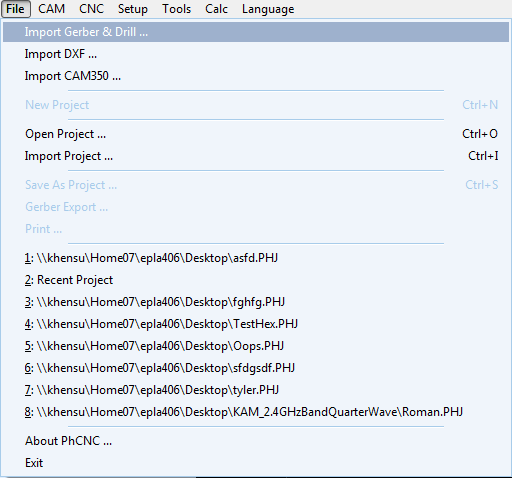 File CAM CNC Setup Tools Calc Language
Import Gerber & Drill ...
Import DXF ...
Import CAM350 ...
New Project Ctrl+N
Open Project ... Ctrl+O
Import Project ... Ctrl+I
Save As Project ... Ctrl+S
Gerber Export ...
Print ...
1: \\khensu\Home07\epla406\Desktop\asfd.PHJ
2: Recent Project
3: \\khensu\Home07\epla406\Desktop\fghfg.PHJ
4: \\khensu\Home07\epla406\Desktop\TestHex.PHJ
5: \\khensu\Home07\epla406\Desktop\Oops.PHJ
6: \\khensu\Home07\epla406\Desktop\sfdgsdf.PHJ
7: \\khensu\Home07\epla406\Desktop\tyler.PHJ
8: \\khensu\Home07\epla406\Desktop\KAM_2.4GHzBandQuarterWave\Roman.PHJ
About PhCNC ...
Exit